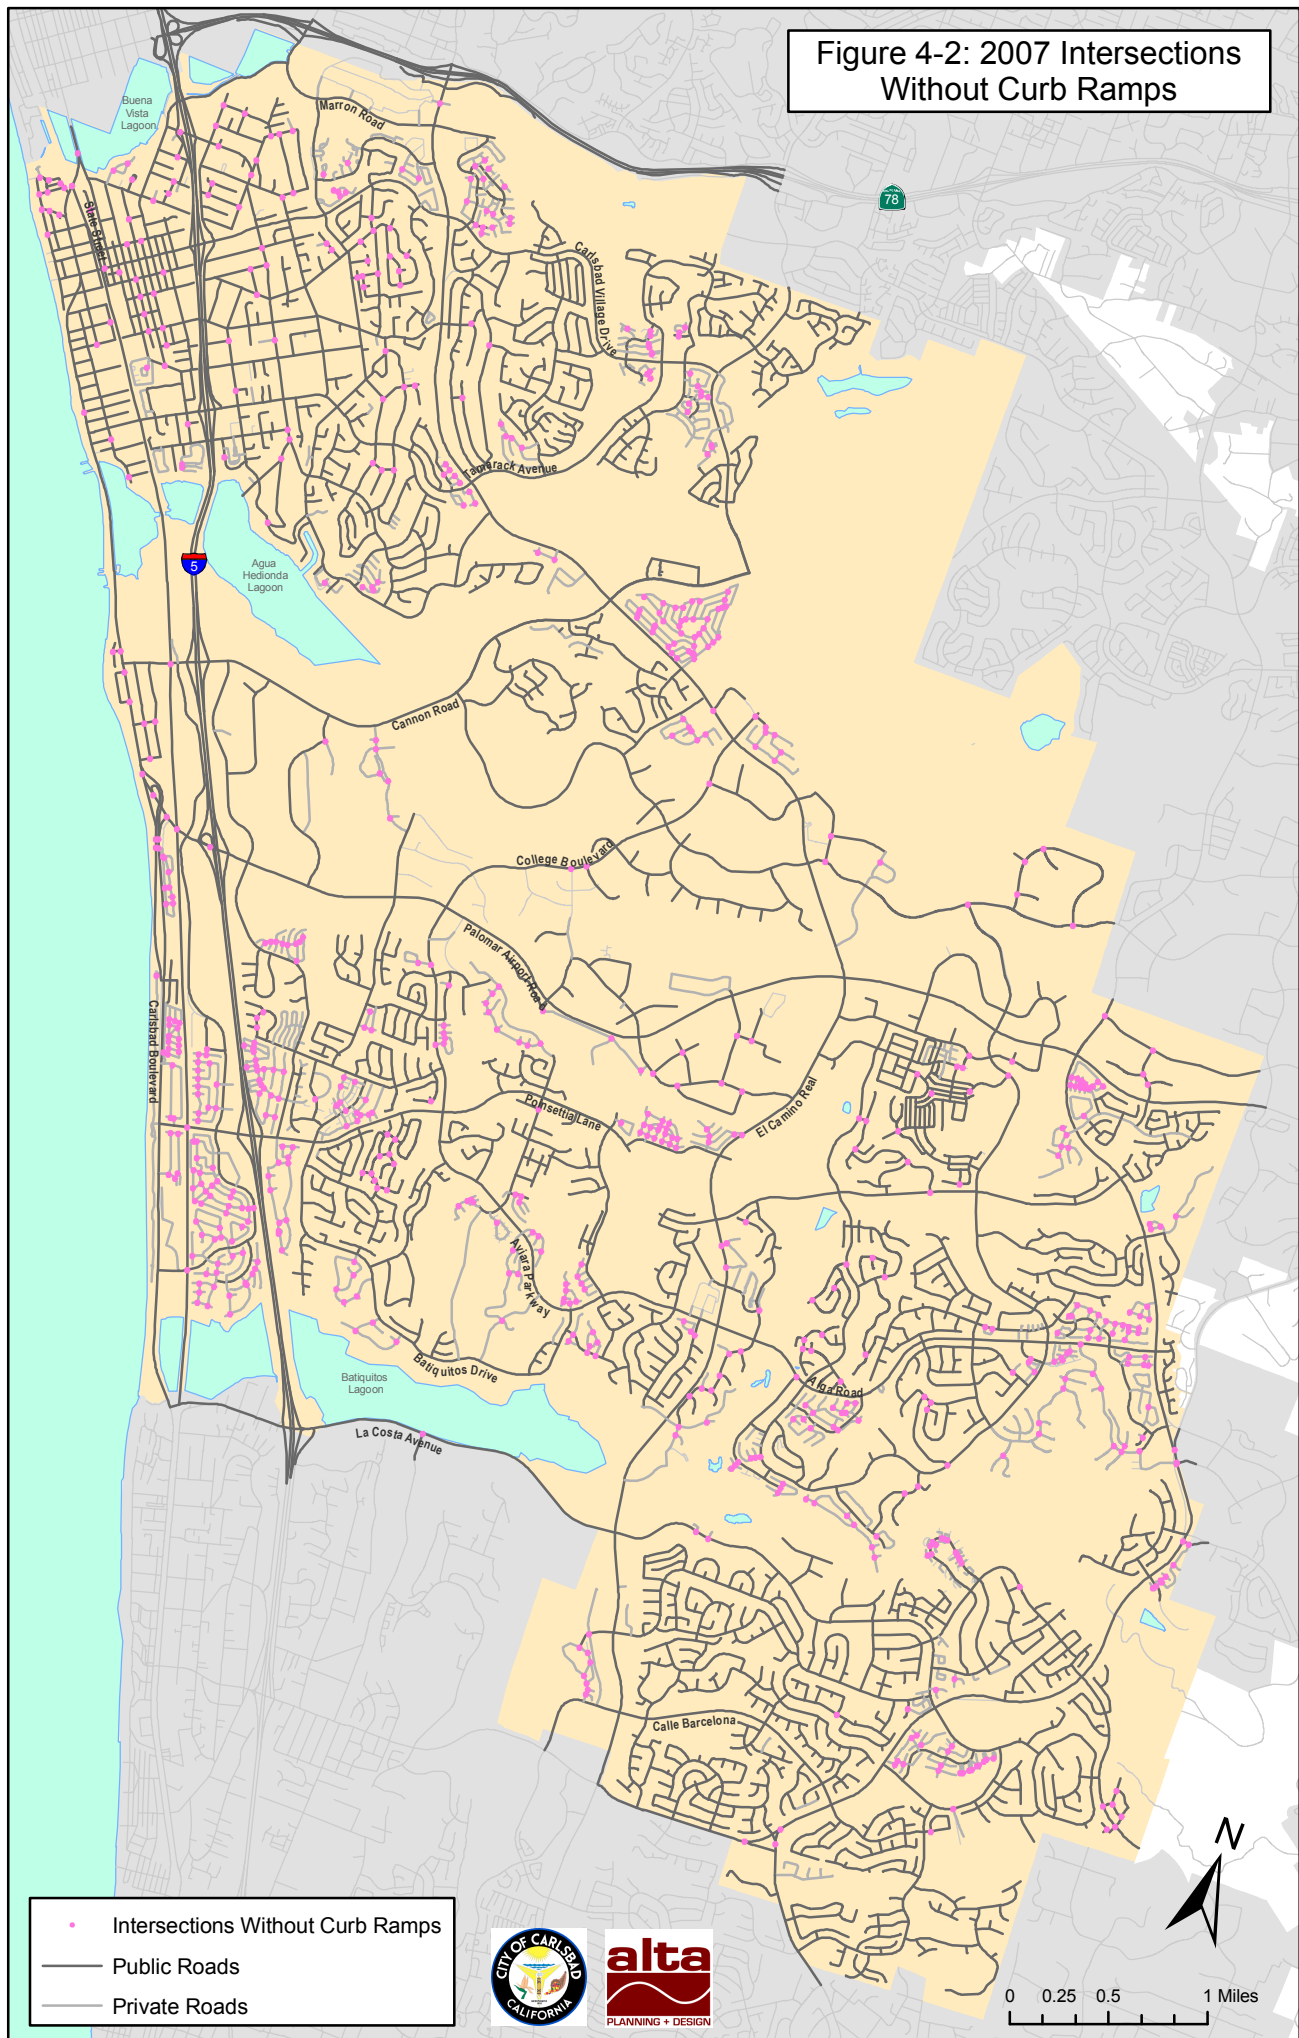 Figure 4-2: 2007 Intersections
Without Curb Ramps
Buena
Vista
Lagoon
Marron Road
78
State Street
Carlsbad Village Drive
Tamarack Avenue
5
Agua
Hedionda
Lagoon
Cannon Road
College Boulevard
Palomar Airport Road
Carlsbad Boulevard
Poinsettia Lane
El Camino Real
Aviara Parkway
Batiquitos Drive
Batiquitos
Lagoon
Alga Road
La Costa Avenue
Calle Barcelona
N
Intersections Without Curb Ramps
Public Roads
Private Roads
CITY OF CARLSBAD
CALIFORNIA
alta
PLANNING + DESIGN
0 0.25 0.5 1 Miles